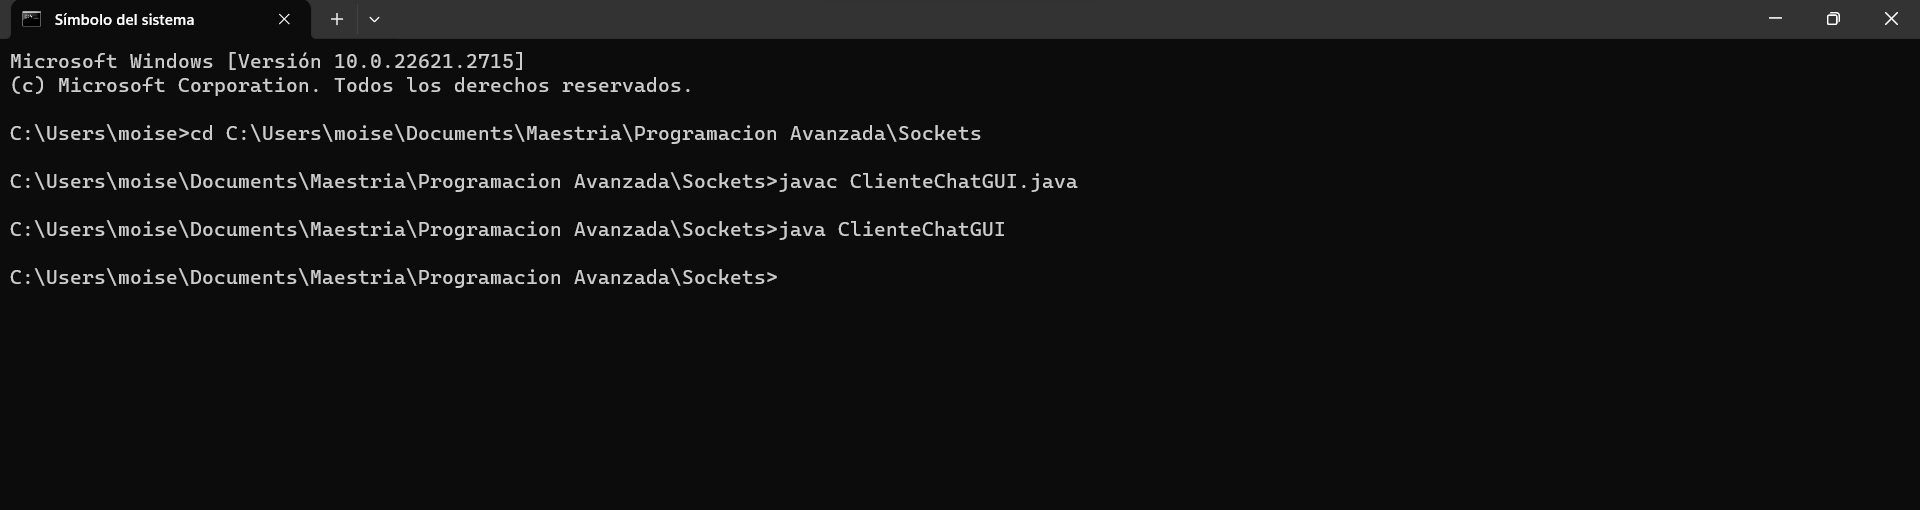 Símbolo del sistema
Microsoft Windows [Versión 10.0.22621.2715]
(c) Microsoft Corporation. Todos los derechos reservados.
C:\Users\moise>cd C:\Users\moise\Documents\Maestria\Programacion Avanzada\Sockets
C:\Users\moise\Documents\Maestria\Programacion Avanzada\Sockets>javac ClienteChatGUI.java
C:\Users\moise\Documents\Maestria\Programacion Avanzada\Sockets>java ClienteChatGUI
C:\Users\moise\Documents\Maestria\Programacion Avanzada\Sockets>